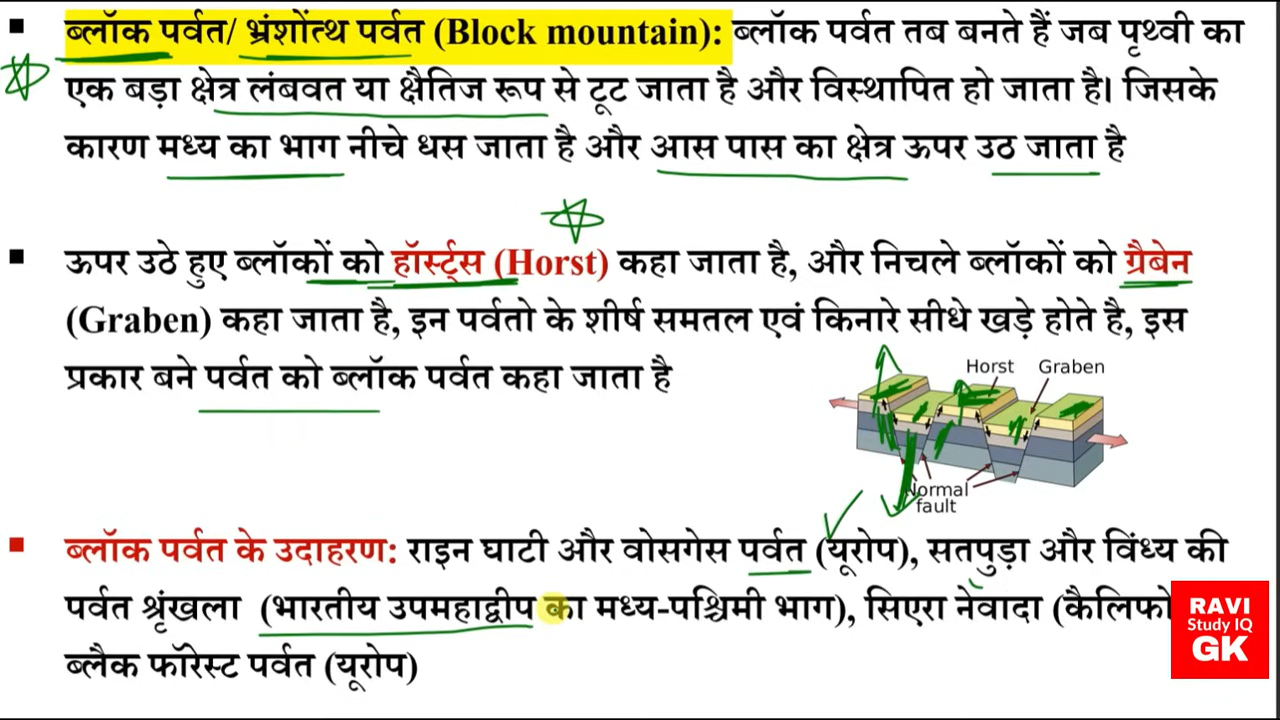 ▪ ब्लॉक पर्वत/ भ्रंशोत्थ पर्वत (Block mountain): ब्लॉक पर्वत तब बनते हैं जब पृथ्वी का
एक बड़ा क्षेत्र लंबवत या क्षैतिज रूप से टूट जाता है और विस्थापित हो जाता है। जिसके
कारण मध्य का भाग नीचे धस जाता है और आस पास का क्षेत्र ऊपर उठ जाता है
▪ ऊपर उठे हुए ब्लॉकों को हॉर्स्ट्स (Horst) कहा जाता है, और निचले ब्लॉकों को ग्रैबेन
(Graben) कहा जाता है, इन पर्वतो के शीर्ष समतल एवं किनारे सीधे खड़े होते है, इस
प्रकार बने पर्वत को ब्लॉक पर्वत कहा जाता है
Horst Graben
Normal
fault
▪ ब्लॉक पर्वत के उदाहरण: राइन घाटी और वोसगेस पर्वत (यूरोप), सतपुड़ा और विंध्य की
पर्वत श्रृंखला (भारतीय उपमहाद्वीप का मध्य-पश्चिमी भाग), सिएरा नेवादा (कैलिफो
ब्लैक फॉरेस्ट पर्वत (यूरोप)
RAVI
Study IQ
GK